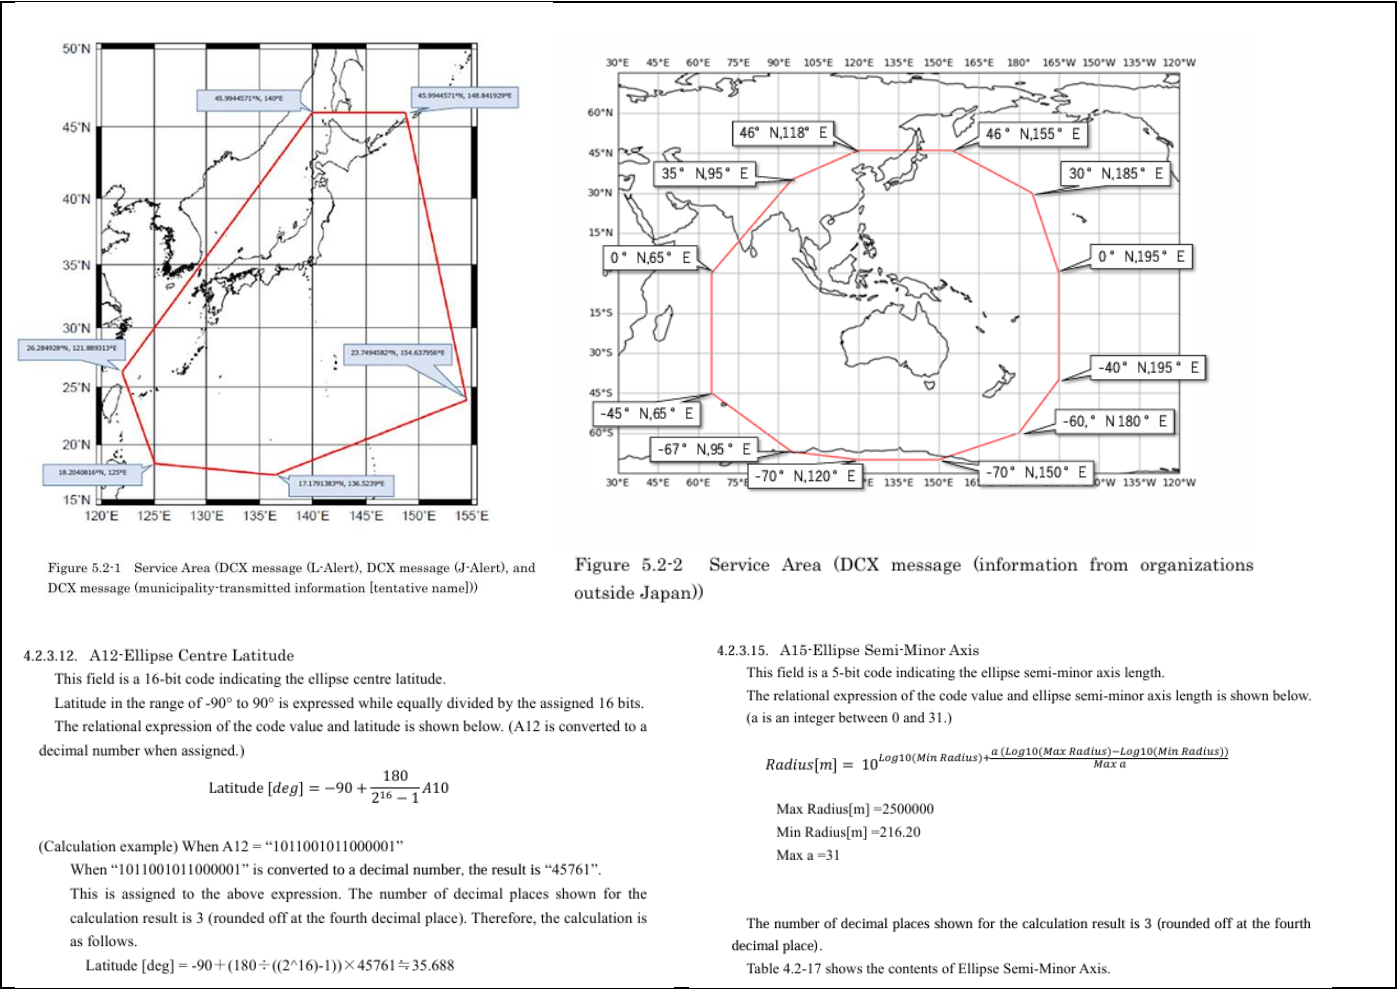 50°N
45°N
40°N
35°N
30°N
25°N
20°N
15°N
120°E 125°E 130°E 135°E 140°E 145°E 150°E 155°E
45.9944571°N, 140°E
45.9944571°N, 148.841929°E
26.284928°N, 121.889313°E
23.7494582°N, 154.637956°E
18.2040816°N, 125°E
17.1791383°N, 136.5239°E
Figure 5.2-1 Service Area (DCX message (L-Alert), DCX message (J-Alert), and
DCX message (municipality-transmitted information [tentative name]))
30°E 45°E 60°E 75°E 90°E 105°E 120°E 135°E 150°E 165°E 180° 165°W 150°W 135°W 120°W
60°N
45°N
30°N
15°N
0
15°S
30°S
45°S
60°S
46° N,118° E
46° N,155° E
35° N,95° E
30° N,185° E
0° N,65° E
0° N,195° E
-40° N,195° E
-45° N,65° E
-60,° N 180° E
-67° N,95° E
-70° N,120° E
-70° N,150° E
30°E 45°E 60°E 75°E 105°E 120°E 135°E 150°E 165 0°W 135°W 120°W
Figure 5.2-2 Service Area (DCX message (information from organizations
outside Japan))
4.2.3.12. A12-Ellipse Centre Latitude
This field is a 16-bit code indicating the ellipse centre latitude.
Latitude in the range of -90° to 90° is expressed while equally divided by the assigned 16 bits.
The relational expression of the code value and latitude is shown below. (A12 is converted to a
decimal number when assigned.)
Latitude [deg] = −90 + 180 / 2^16 − 1 A10
(Calculation example) When A12 = “1011001011000001”
When “1011001011000001” is converted to a decimal number, the result is “45761”.
This is assigned to the above expression. The number of decimal places shown for the
calculation result is 3 (rounded off at the fourth decimal place). Therefore, the calculation is
as follows.
Latitude [deg] = -90＋(180÷((2^16)-1))×45761≒35.688
4.2.3.15. A15-Ellipse Semi-Minor Axis
This field is a 5-bit code indicating the ellipse semi-minor axis length.
The relational expression of the code value and ellipse semi-minor axis length is shown below.
(a is an integer between 0 and 31.)
Radius[m] = 10^Log10(Min Radius)+ a (Log10(Max Radius)−Log10(Min Radius)) / Max a
Max Radius[m] =2500000
Min Radius[m] =216.20
Max a =31
The number of decimal places shown for the calculation result is 3 (rounded off at the fourth
decimal place).
Table 4.2-17 shows the contents of Ellipse Semi-Minor Axis.